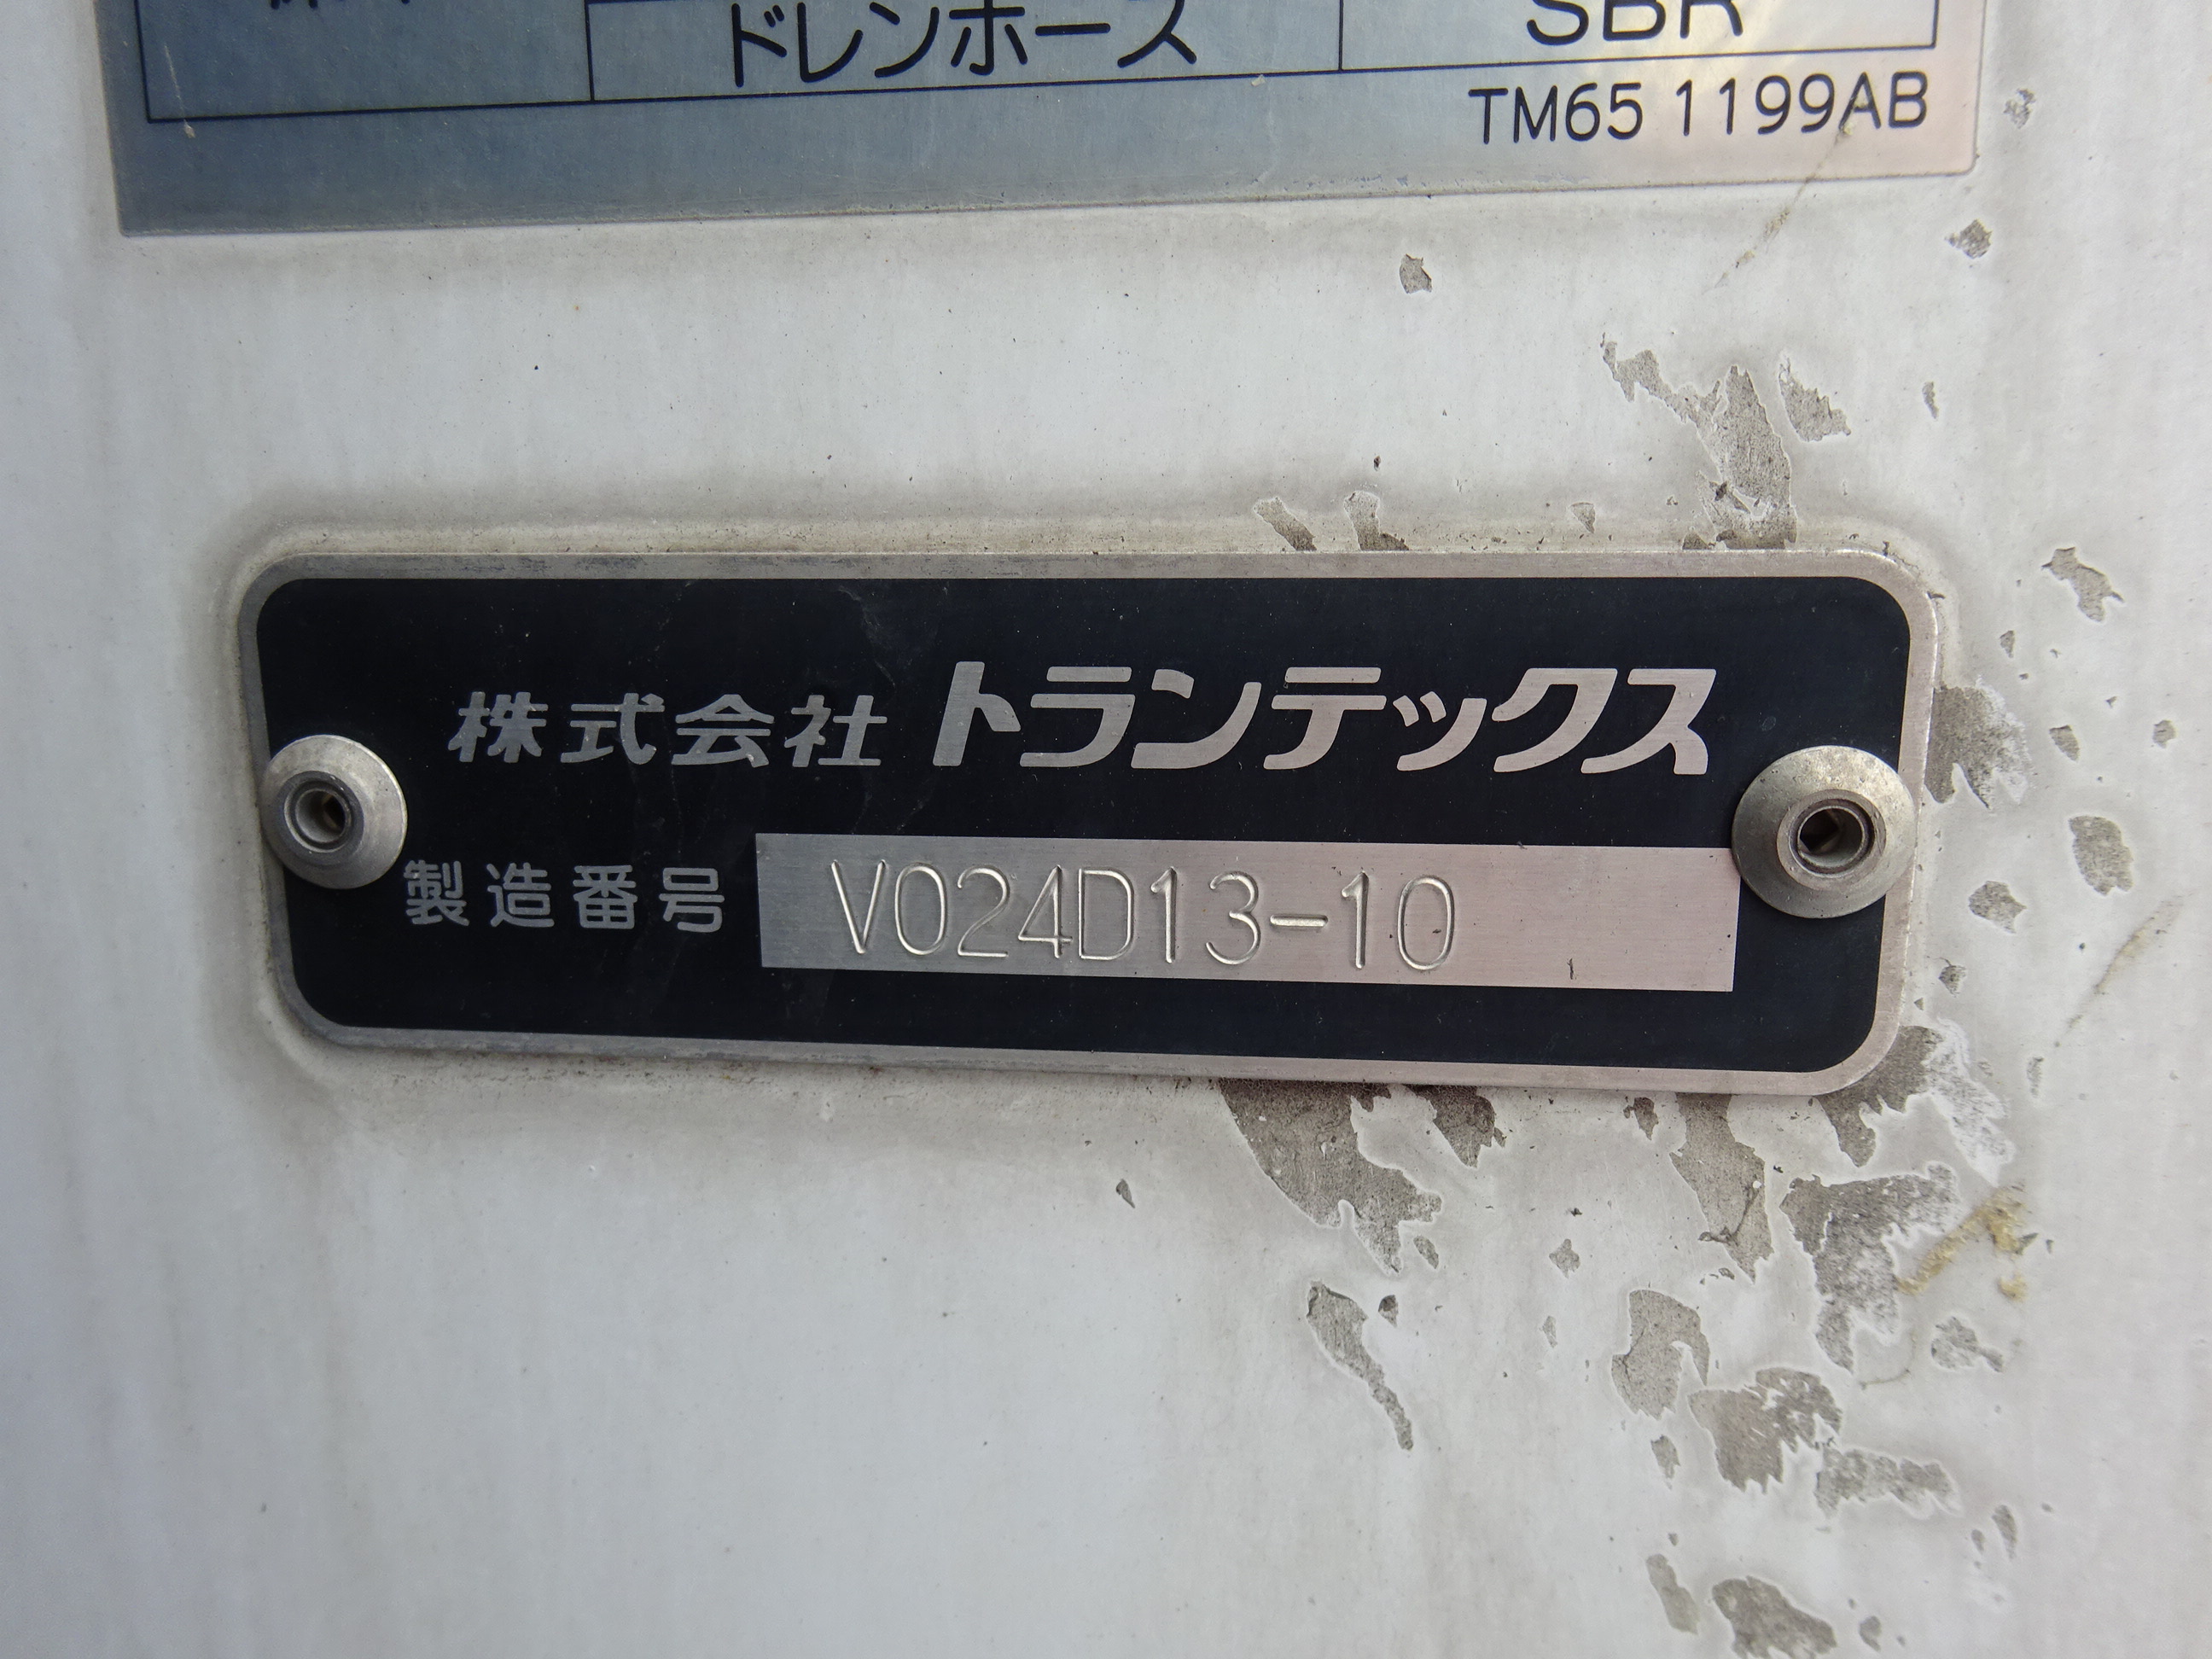 ドレンホース SBR
TM65 1199AB
株式会社トランテックス
製造番号 V024D13-10